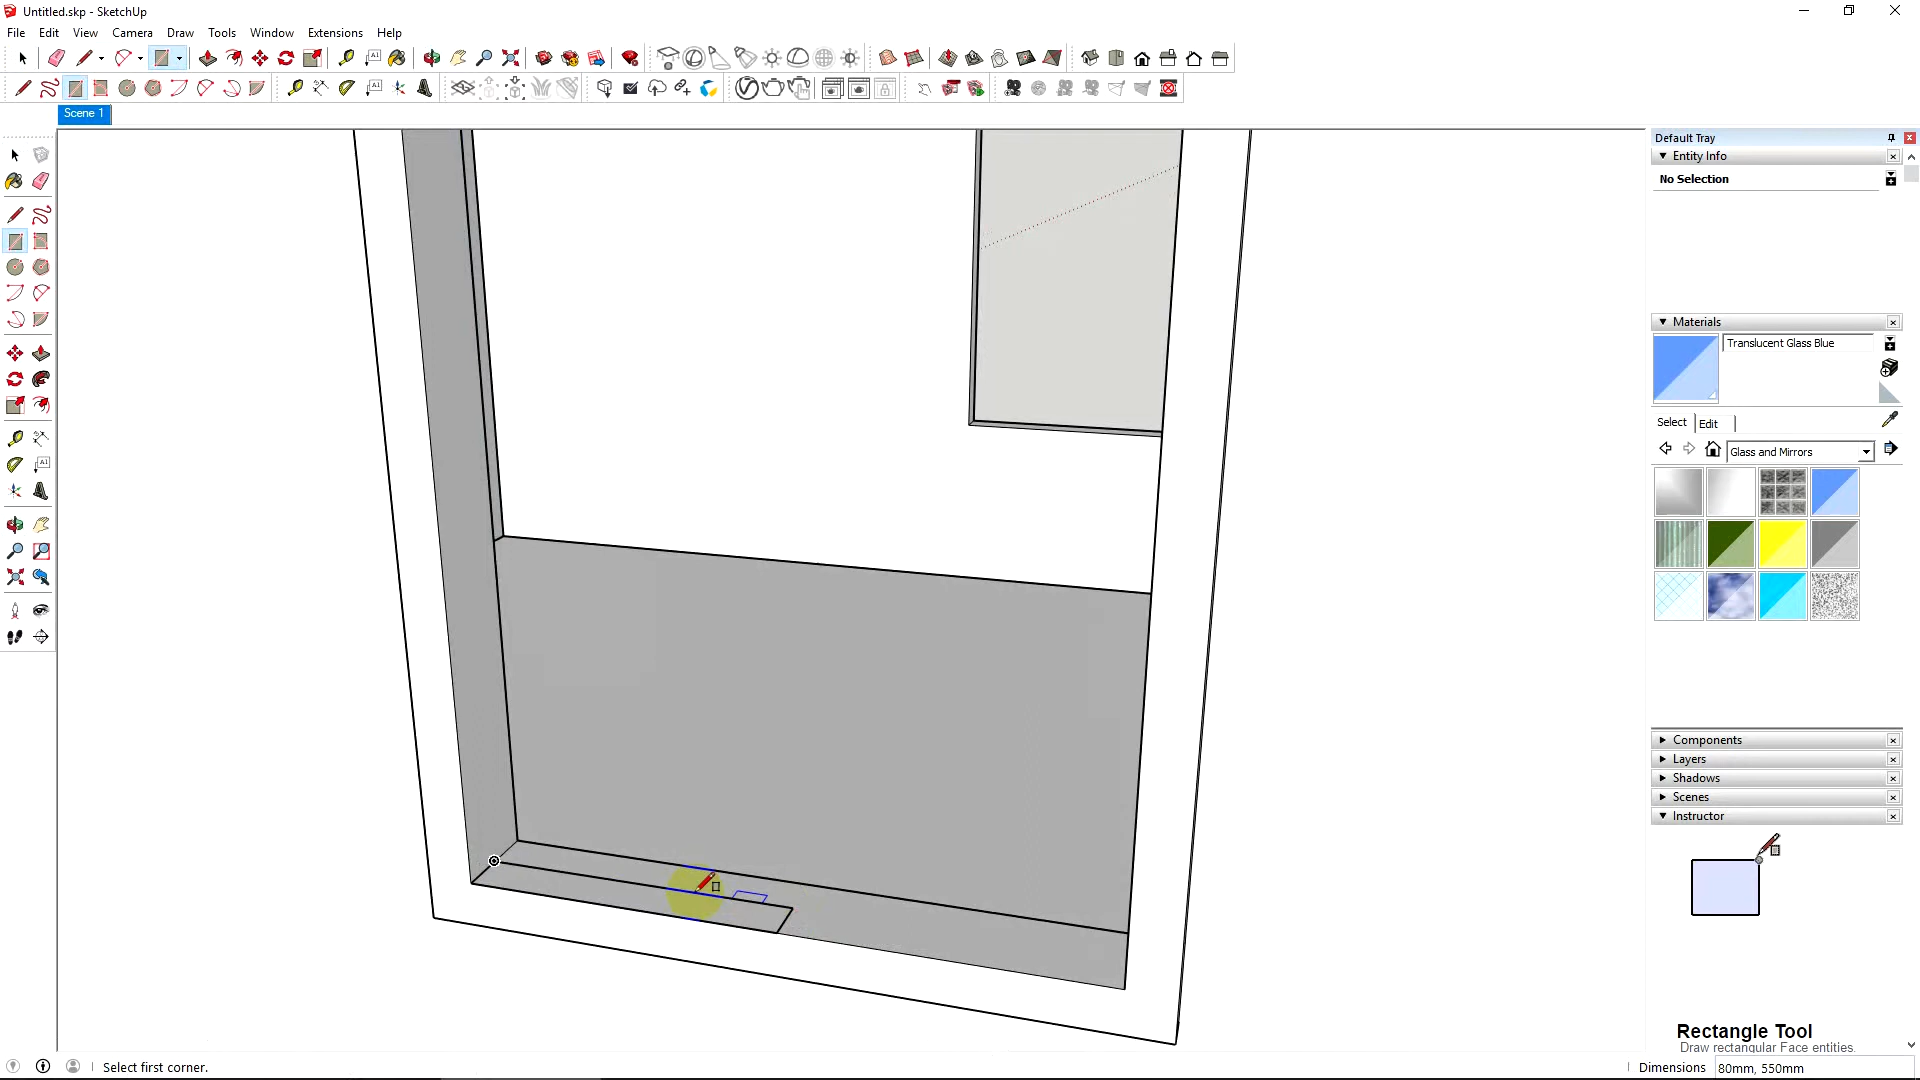 Untitled.skp - SketchUp
File Edit View Camera Draw Tools Window Extensions Help
Scene 1
Default Tray
Entity Info
No Selection
Materials
Translucent Glass Blue
Select Edit
Glass and Mirrors
Components
Layers
Shadows
Scenes
Instructor
Rectangle Tool
Draw rectangular Face entities.
Select first corner.
Dimensions 80mm, 550mm